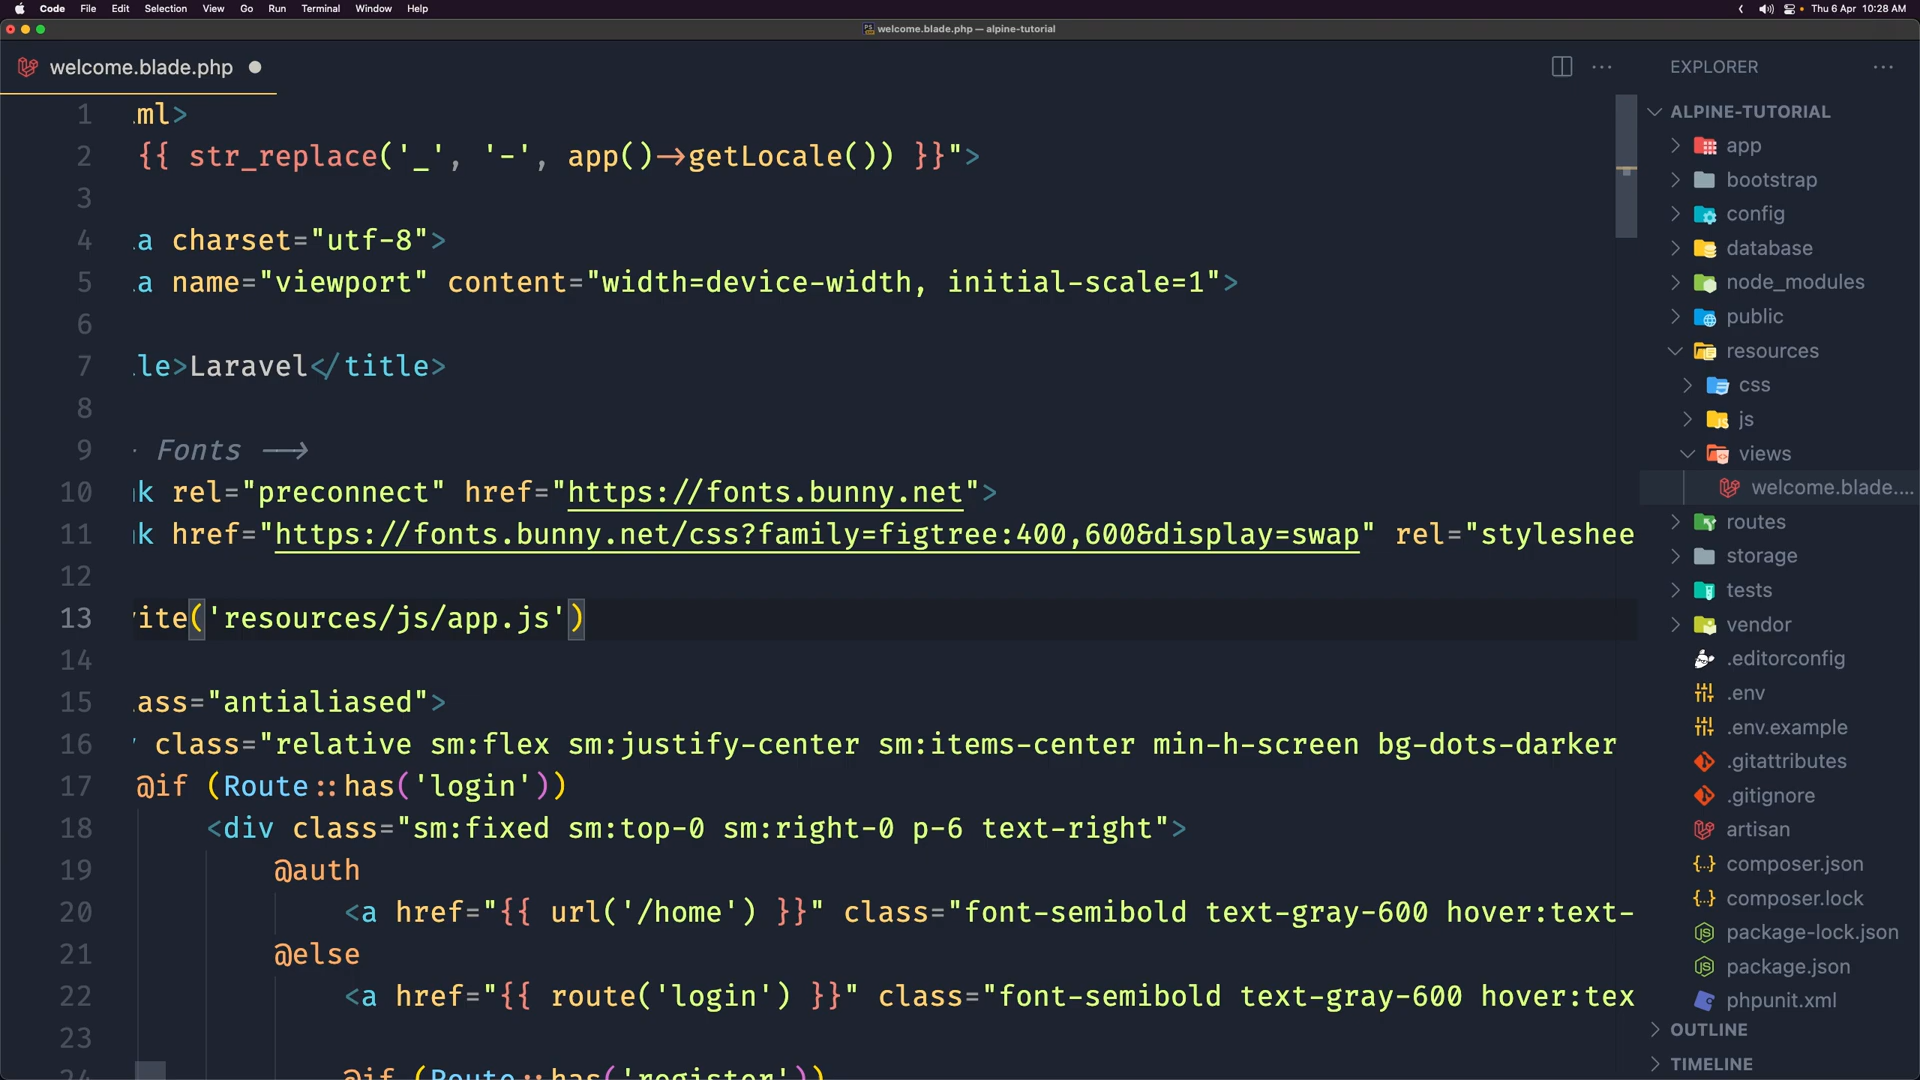 Code File Edit Selection View Go Run Terminal Window Help
Thu 6 Apr 10:28 AM
welcome.blade.php — alpine-tutorial
welcome.blade.php
1 ml>
2 {{ str_replace('_', '-', app()->getLocale()) }}">
3
4 a charset="utf-8">
5 a name="viewport" content="width=device-width, initial-scale=1">
6
7 le>Laravel</title>
8
9 Fonts -->
10 k rel="preconnect" href="https://fonts.bunny.net">
11 k href="https://fonts.bunny.net/css?family=figtree:400,600&display=swap" rel="styleshee
12
13 vite('resources/js/app.js')
14
15 ass="antialiased">
16 class="relative sm:flex sm:justify-center sm:items-center min-h-screen bg-dots-darker
17 @if (Route::has('login'))
18 <div class="sm:fixed sm:top-0 sm:right-0 p-6 text-right">
19 @auth
20 <a href="{{ url('/home') }}" class="font-semibold text-gray-600 hover:text-
21 @else
22 <a href="{{ route('login') }}" class="font-semibold text-gray-600 hover:tex
23
24 @if (Route::has('register'))
EXPLORER
ALPINE-TUTORIAL
app
bootstrap
config
database
node_modules
public
resources
css
js
views
welcome.blade....
routes
storage
tests
vendor
.editorconfig
.env
.env.example
.gitattributes
.gitignore
artisan
composer.json
composer.lock
package-lock.json
package.json
phpunit.xml
OUTLINE
TIMELINE